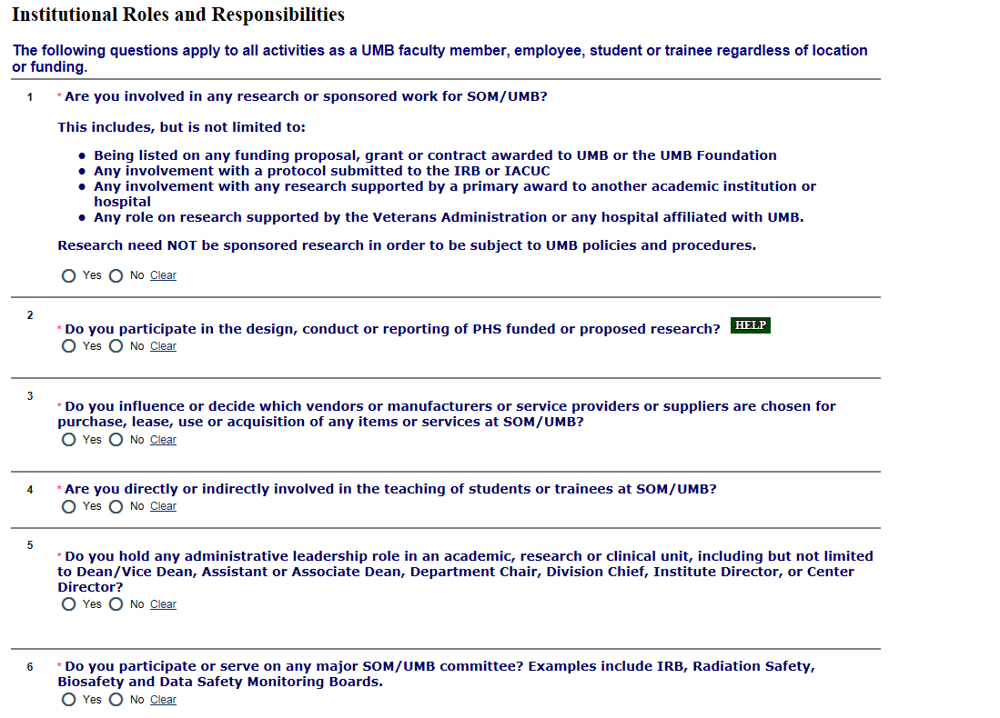 Institutional Roles and Responsibilities
The following questions apply to all activities as a UMB faculty member, employee, student or trainee regardless of location
or funding.
1 * Are you involved in any research or sponsored work for SOM/UMB?
This includes, but is not limited to:
● Being listed on any funding proposal, grant or contract awarded to UMB or the UMB Foundation
● Any involvement with a protocol submitted to the IRB or IACUC
● Any involvement with any research supported by a primary award to another academic institution or
hospital
● Any role on research supported by the Veterans Administration or any hospital affiliated with UMB.
Research need NOT be sponsored research in order to be subject to UMB policies and procedures.
Yes No Clear
2
* Do you participate in the design, conduct or reporting of PHS funded or proposed research? HELP
Yes No Clear
3
* Do you influence or decide which vendors or manufacturers or service providers or suppliers are chosen for
purchase, lease, use or acquisition of any items or services at SOM/UMB?
Yes No Clear
4 * Are you directly or indirectly involved in the teaching of students or trainees at SOM/UMB?
Yes No Clear
5
* Do you hold any administrative leadership role in an academic, research or clinical unit, including but not limited
to Dean/Vice Dean, Assistant or Associate Dean, Department Chair, Division Chief, Institute Director, or Center
Director?
Yes No Clear
6 * Do you participate or serve on any major SOM/UMB committee? Examples include IRB, Radiation Safety,
Biosafety and Data Safety Monitoring Boards.
Yes No Clear